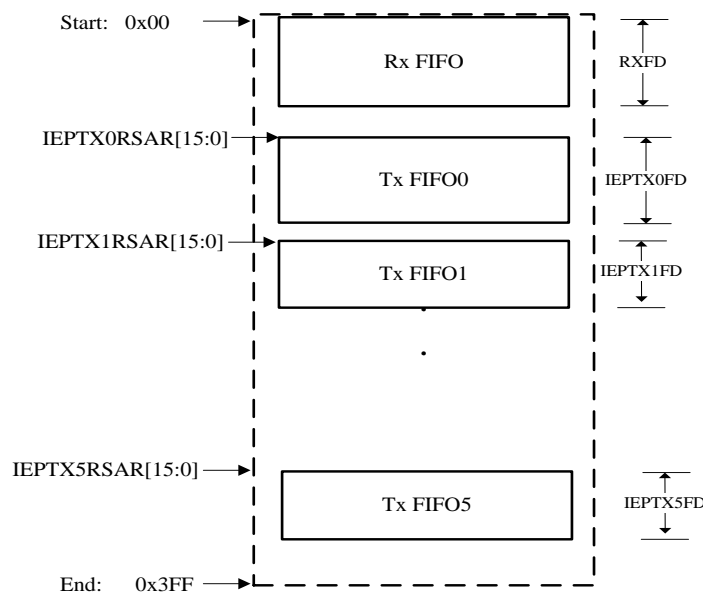 Start: 0x00
Rx FIFO
RXFD
IEPTX0RSAR[15:0]
Tx FIFO0
IEPTX0FD
IEPTX1RSAR[15:0]
Tx FIFO1
IEPTX1FD
IEPTX5RSAR[15:0]
Tx FIFO5
IEPTX5FD
End: 0x3FF